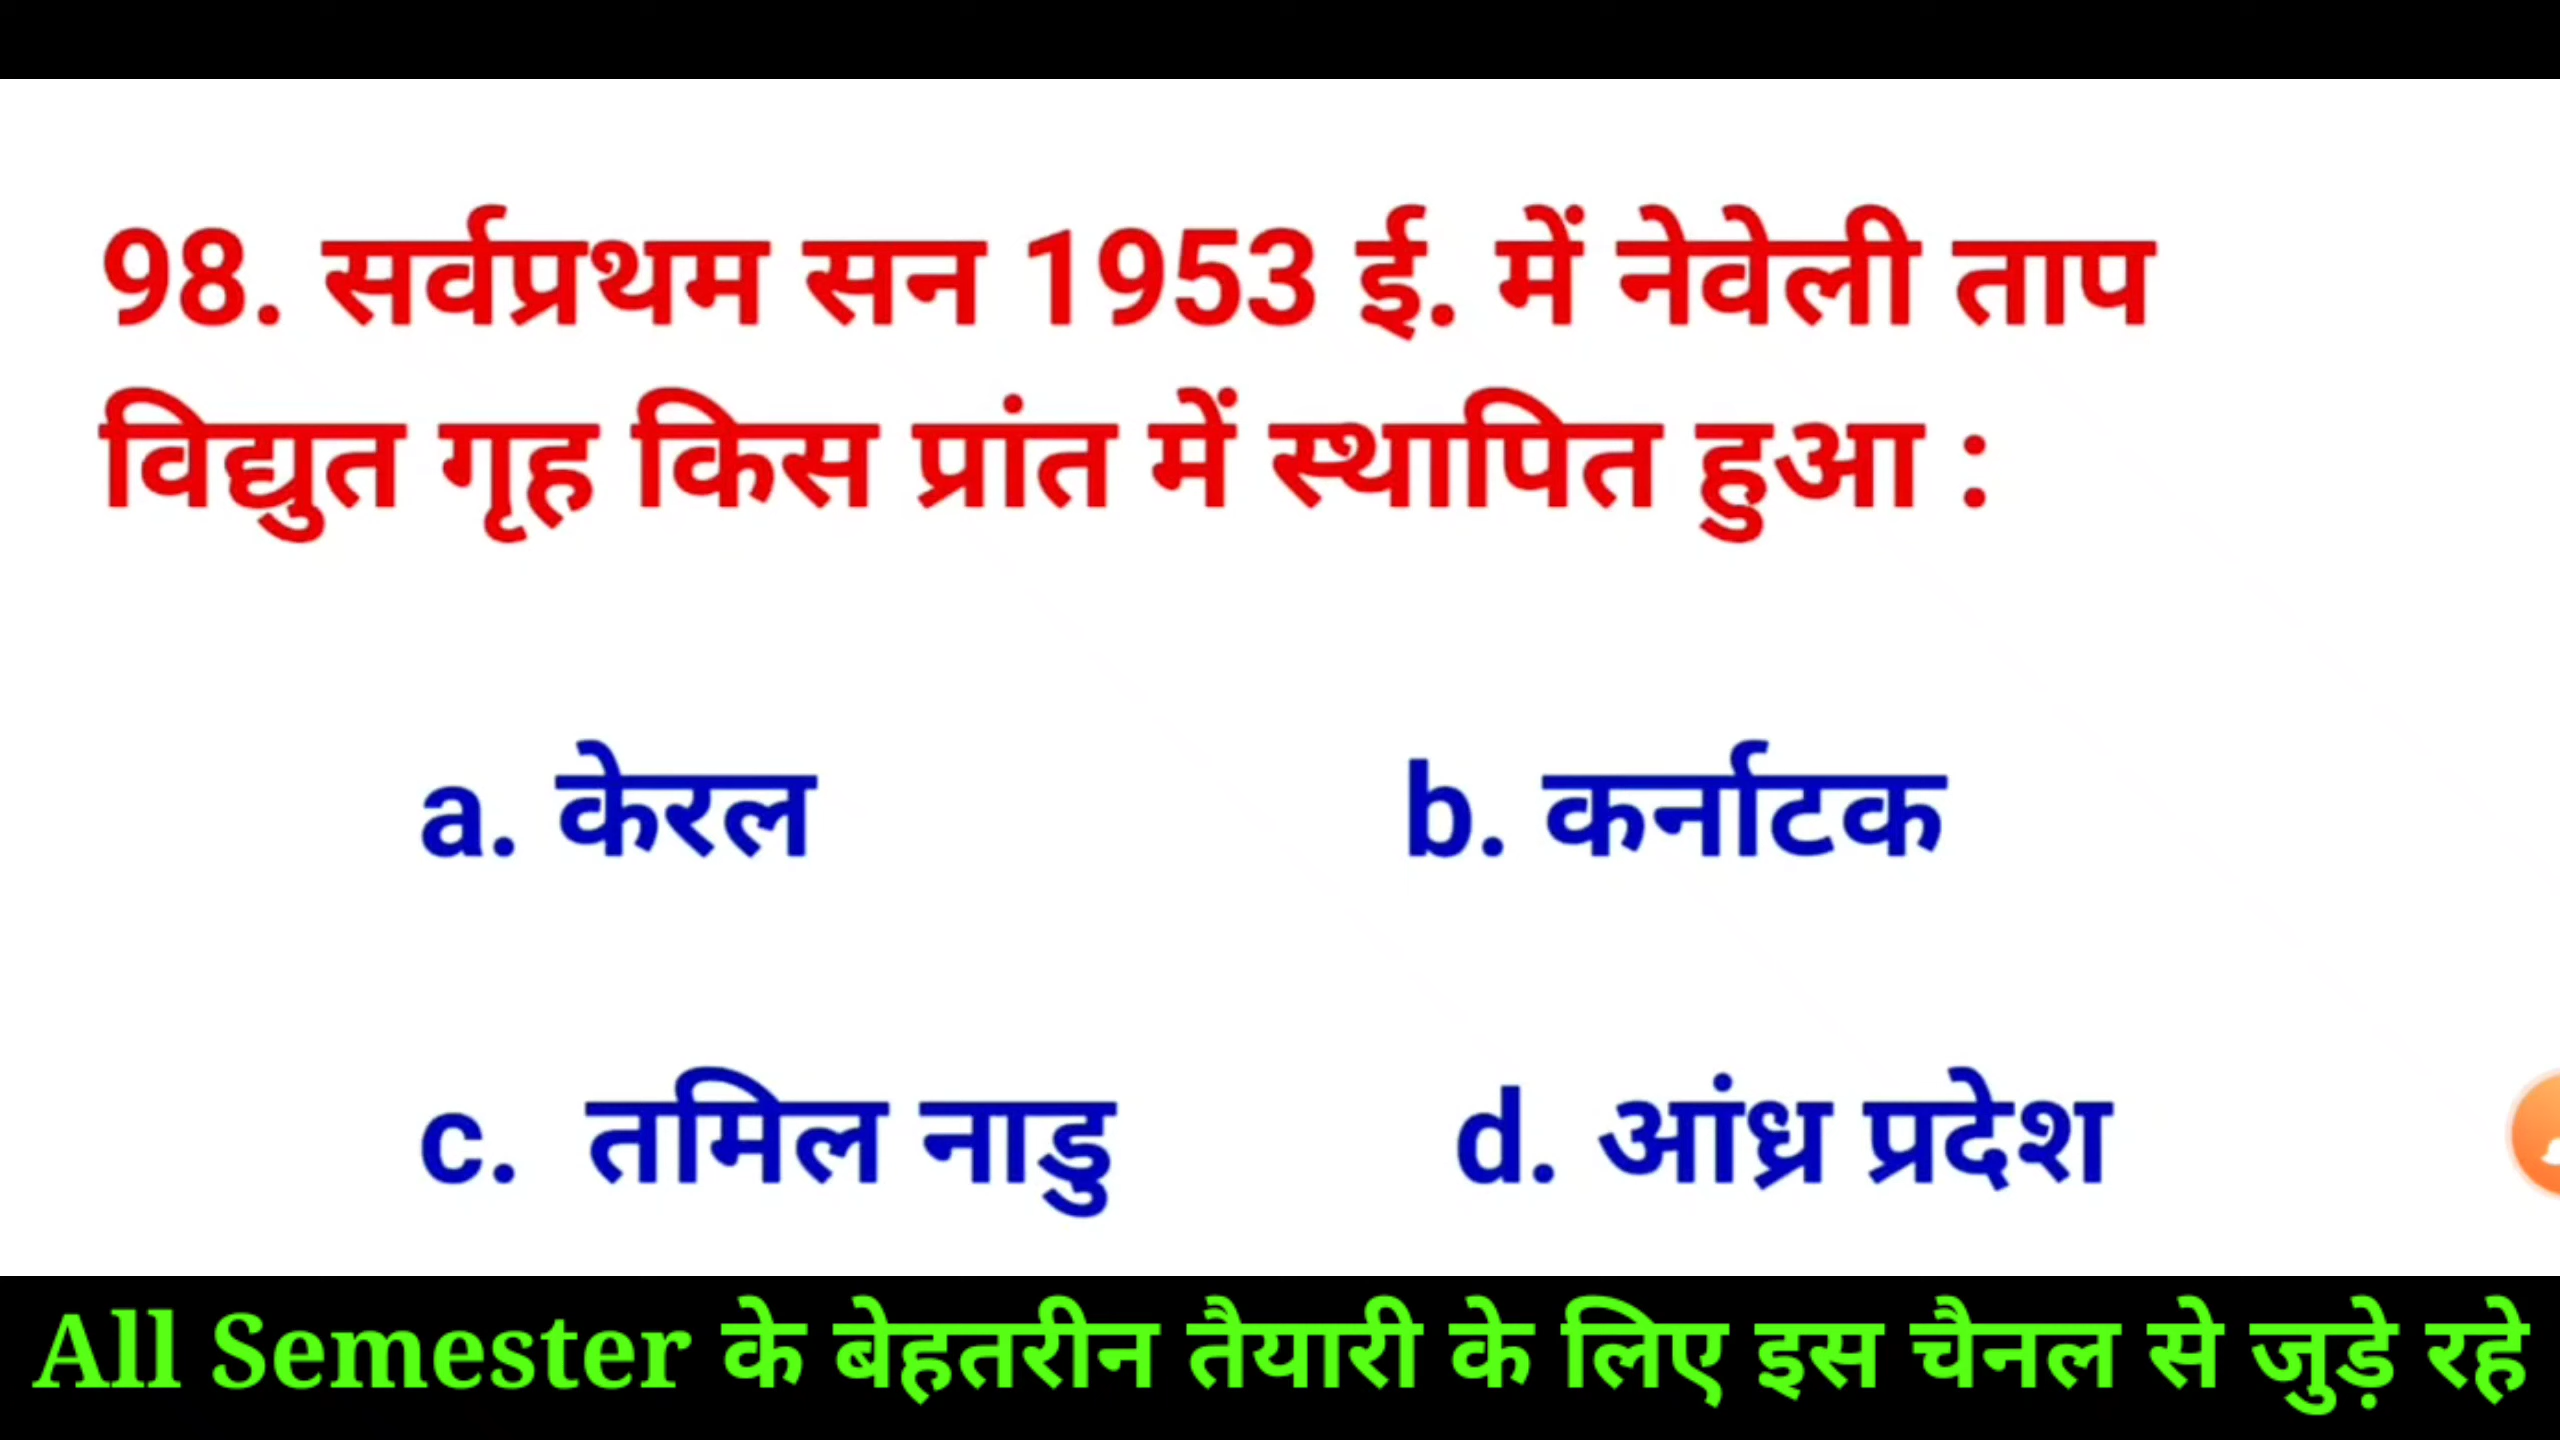 98. सर्वप्रथम सन 1953 ई. में नेवेली ताप
विद्युत गृह किस प्रांत में स्थापित हुआ :
a. केरल b. कर्नाटक
c. तमिल नाडु d. आंध्र प्रदेश
All Semester के बेहतरीन तैयारी के लिए इस चैनल से जुड़े रहे